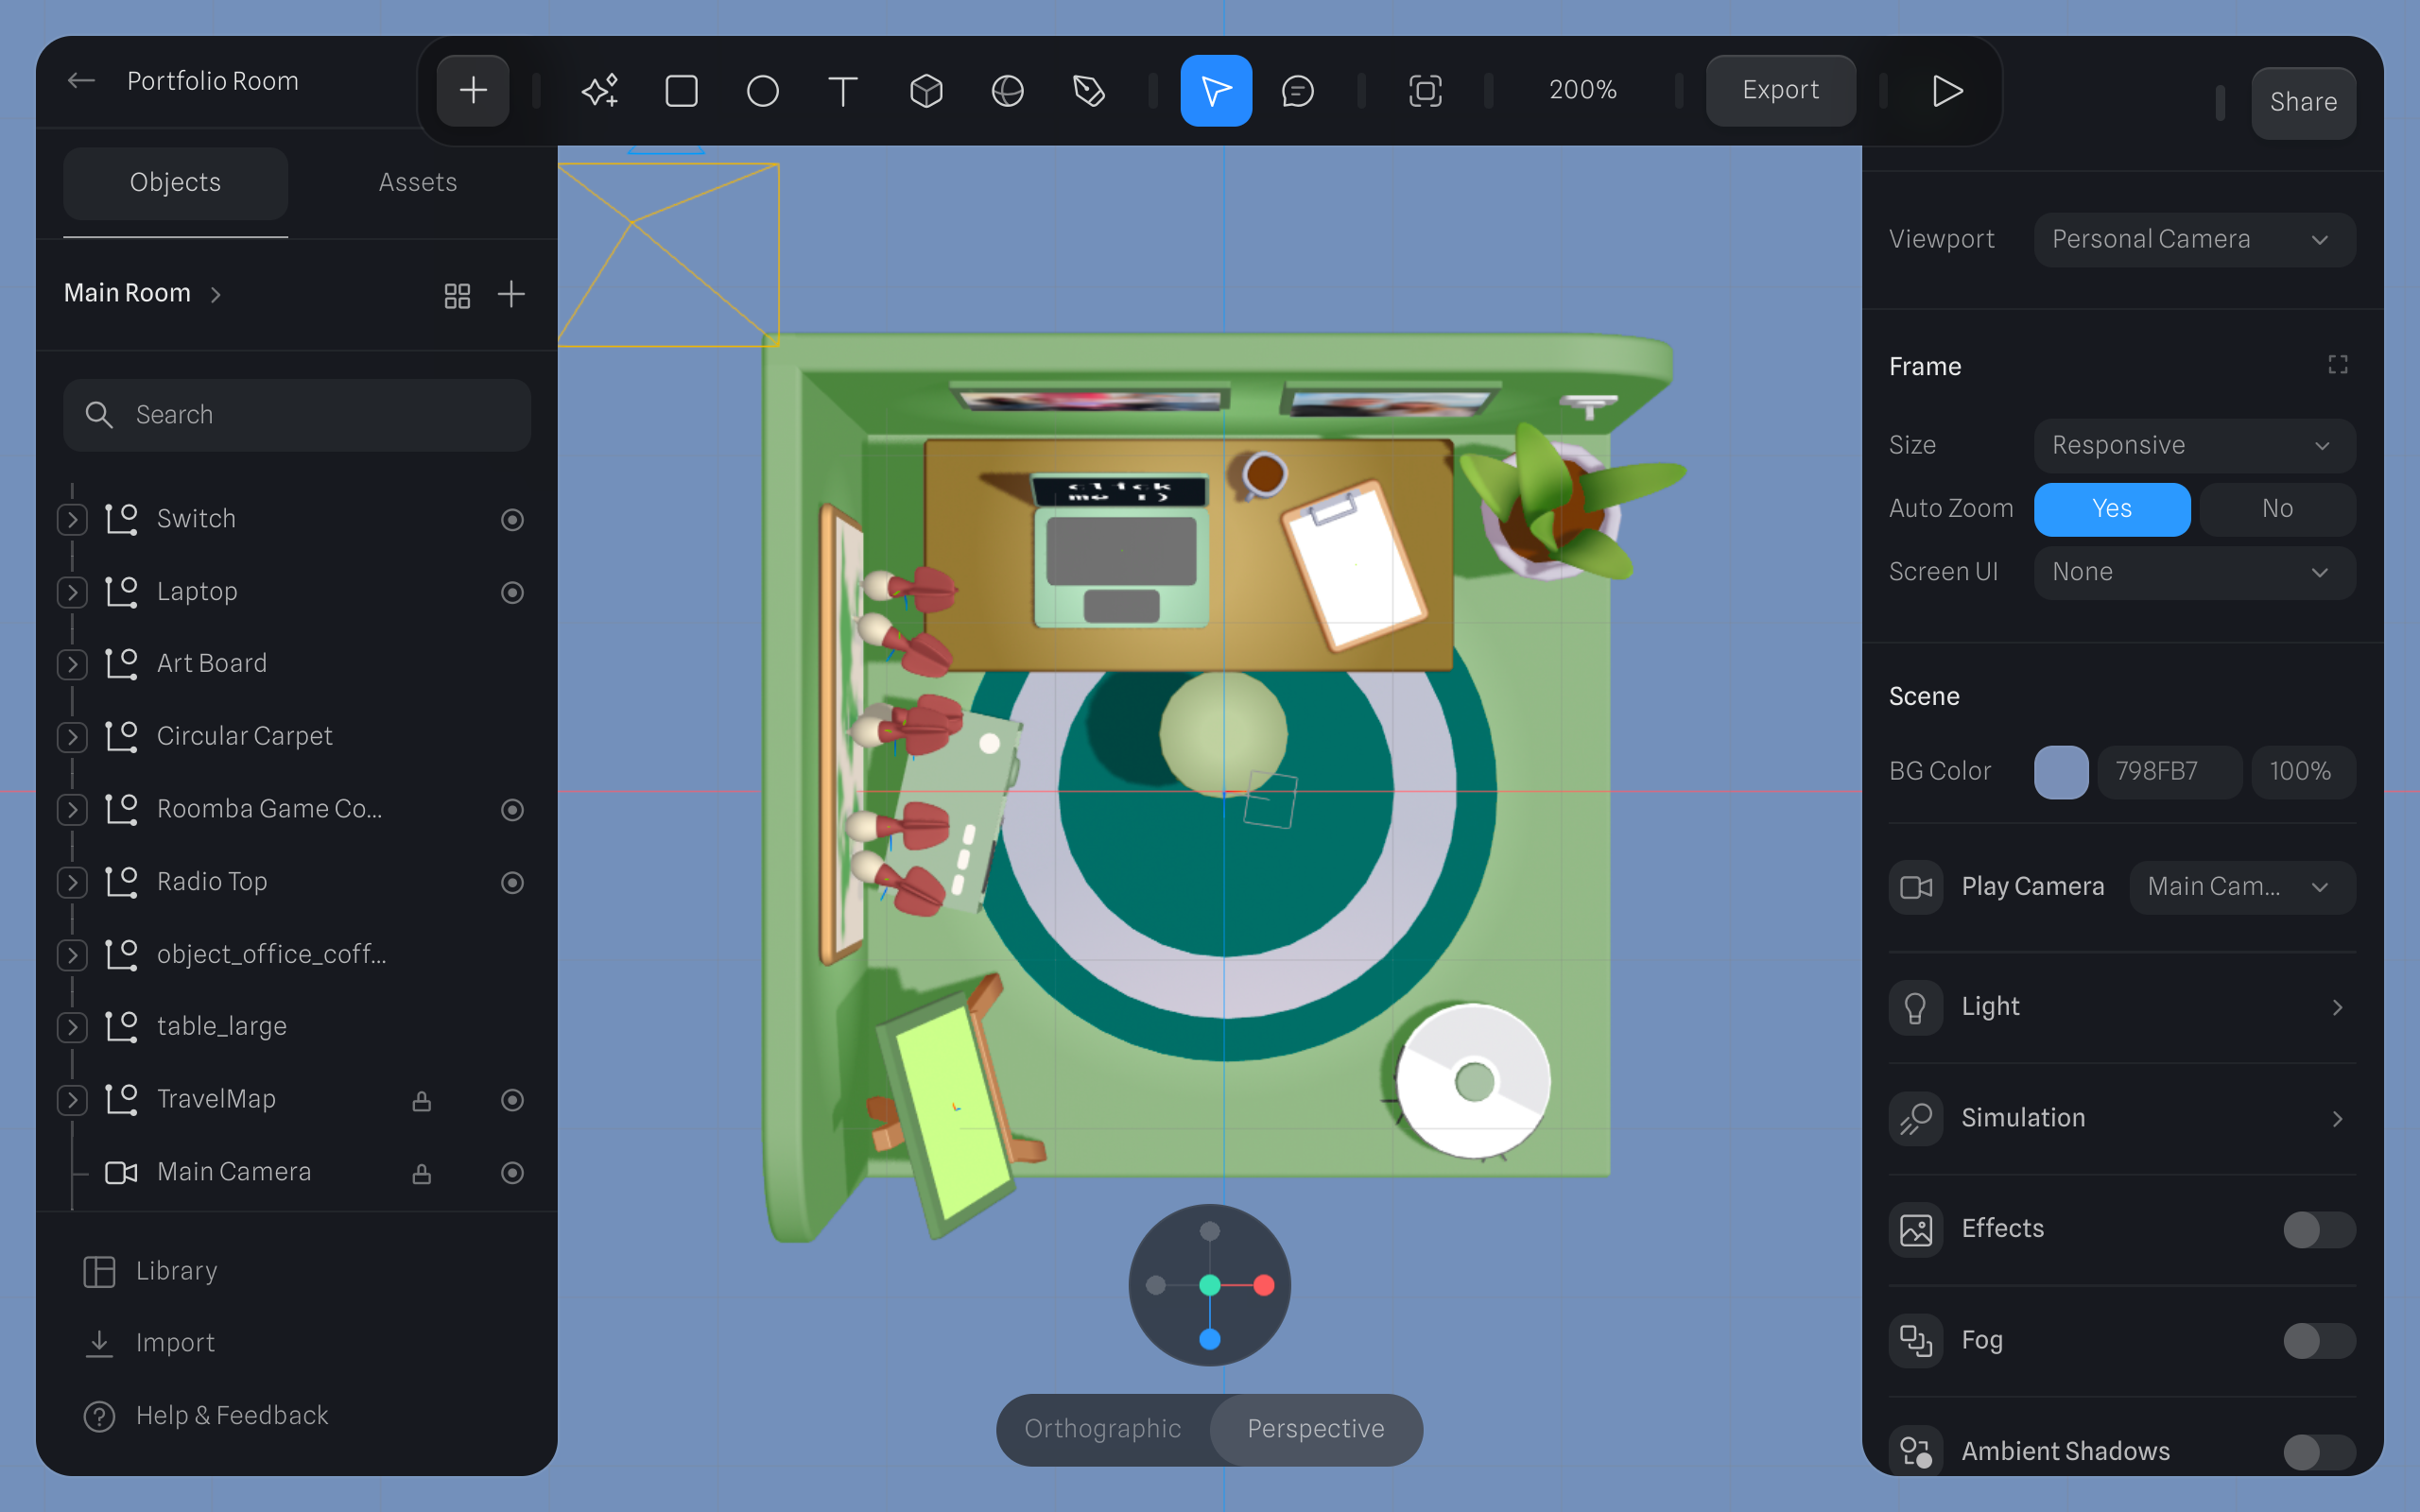 Portfolio Room
200%
Export
Share
Objects
Assets
Main Room
Search
Switch
Laptop
Art Board
Circular Carpet
Roomba Game Co...
Radio Top
object_office_coff...
table_large
TravelMap
Main Camera
Library
Import
Help & Feedback
click
me :)
Orthographic
Perspective
Viewport
Personal Camera
Frame
Size
Responsive
Auto Zoom
Yes
No
Screen UI
None
Scene
BG Color
798FB7
100%
Play Camera
Main Cam...
Light
Simulation
Effects
Fog
Ambient Shadows